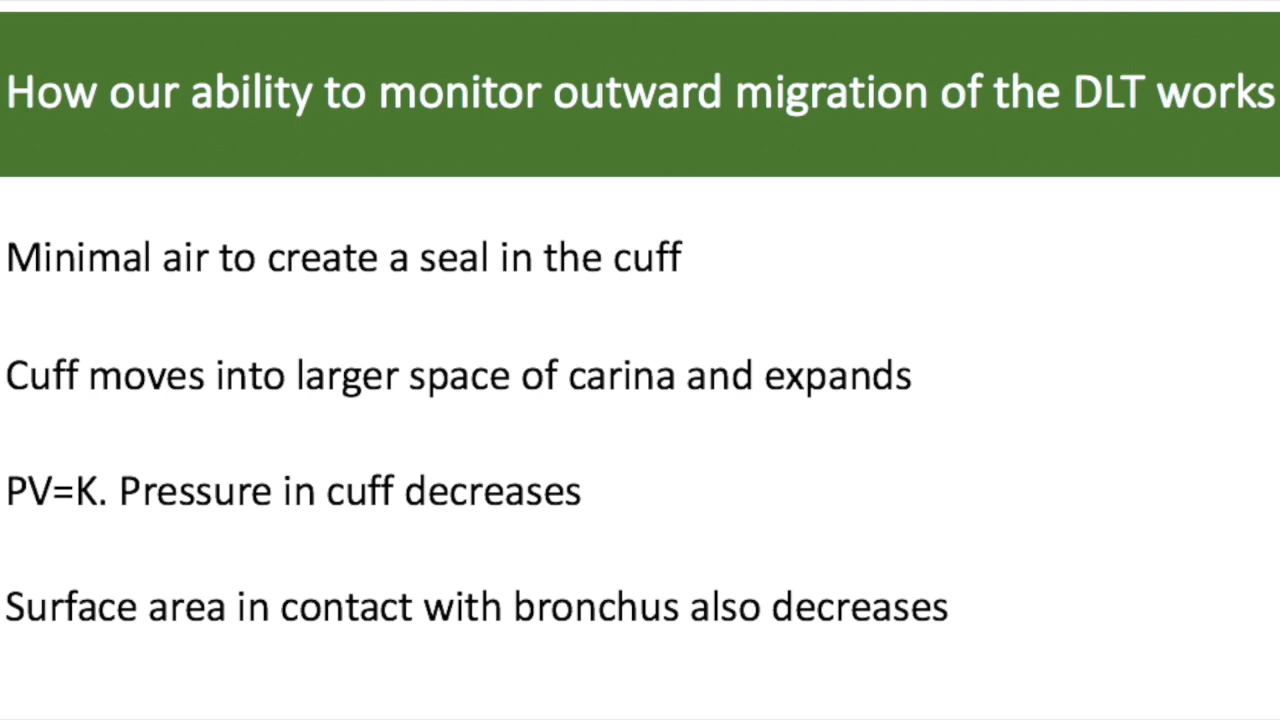 How our ability to monitor outward migration of the DLT works
Minimal air to create a seal in the cuff
Cuff moves into larger space of carina and expands
PV=K. Pressure in cuff decreases
Surface area in contact with bronchus also decreases